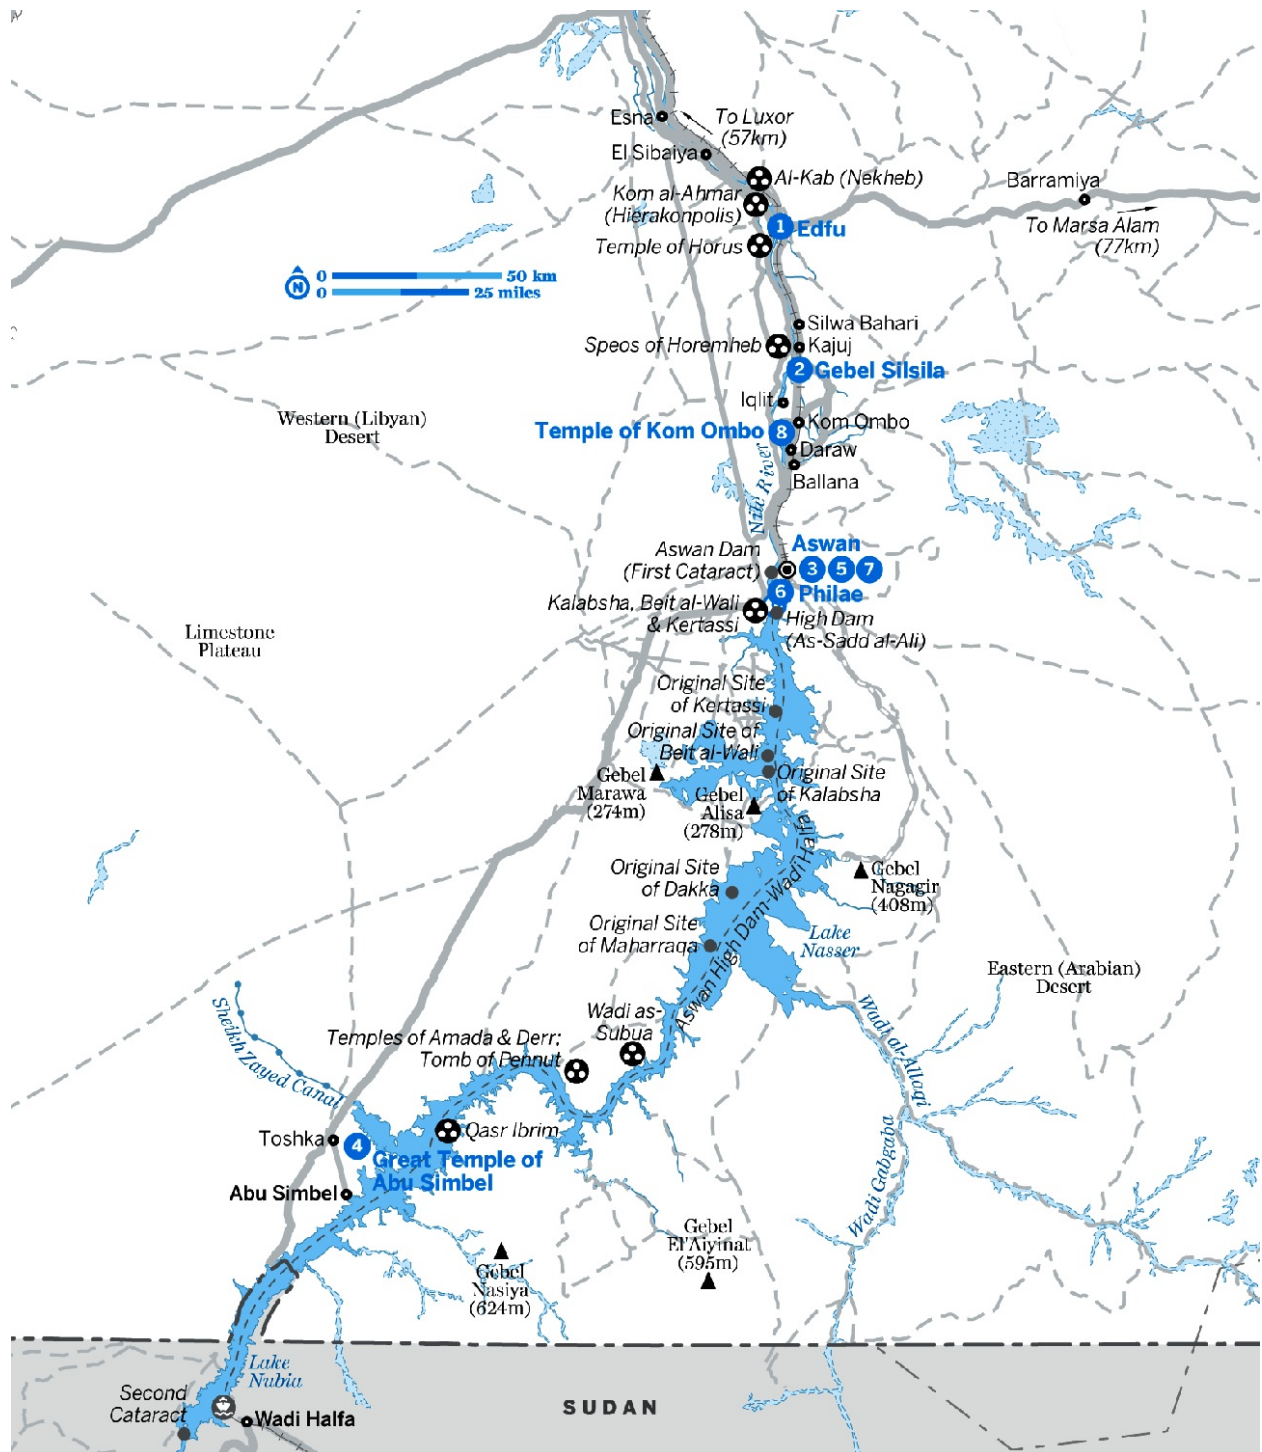 Esna
To Luxor
(57km)
El Sibaiya
Al-Kab (Nekheb)
Kom al-Ahmar
(Hierakonpolis)
Barramiya
To Marsa Alam
(77km)
1
Edfu
Temple of Horus
N
0
50 km
0
25 miles
Silwa Bahari
Speos of Horemheb
Kajuj
2
Gebel Silsila
Iqlit
Western (Libyan)
Desert
Kom Ombo
Temple of Kom Ombo
8
Daraw
Ballana
Nile River
Aswan
Aswan Dam
(First Cataract)
3 5 7
6
Philae
Kalabsha, Beit al-Wali
& Kertassi
High Dam
(As-Sadd al-Ali)
Limestone
Plateau
Original Site
of Kertassi
Original Site of
Beit al-Wali
Original Site
of Kalabsha
Gebel
Marawa
(274m)
Gebel
Alisa
(278m)
Original Site
of Dakka
Gebel
Nagagir
(408m)
Original Site
of Maharraqa
Lake
Nasser
Aswan High Dam-Wadi Halfa
Eastern (Arabian)
Desert
Wadi as-
Subua
Wadi al-Allaqi
Sheikh Zayed Canal
Temples of Amada & Derr;
Tomb of Pennut
Toshka
4
Qasr Ibrim
Great Temple of
Abu Simbel
Abu Simbel
Wadi Gabgaba
Gebel
El'Aiyinat
(595m)
Gebel
Nasiya
(624m)
Lake
Nubia
Second
Cataract
Wadi Halfa
SUDAN